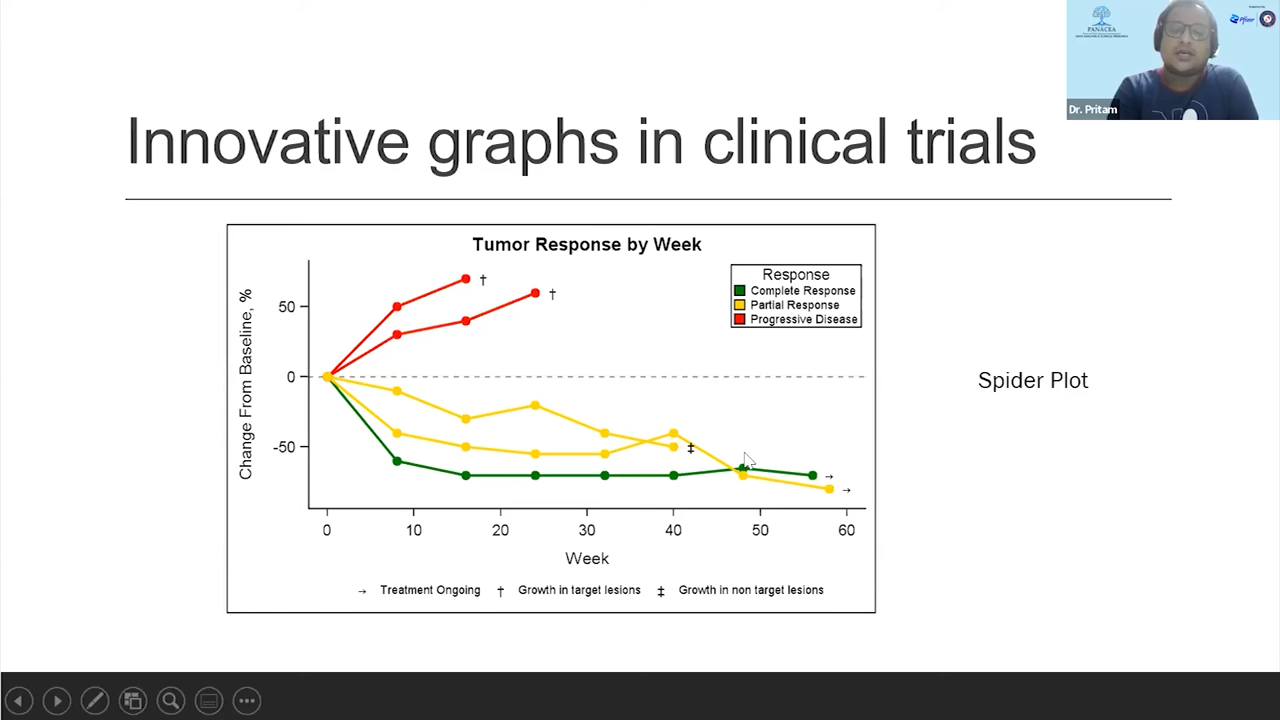 PANACEA
Pfizer
Dr. Pritam
Innovative graphs in clinical trials
Tumor Response by Week
Response
Complete Response
Partial Response
Progressive Disease
Change From Baseline, %
50
0
-50
†
†
‡
→
→
0 10 20 30 40 50 60
Week
→ Treatment Ongoing † Growth in target lesions ‡ Growth in non target lesions
Spider Plot